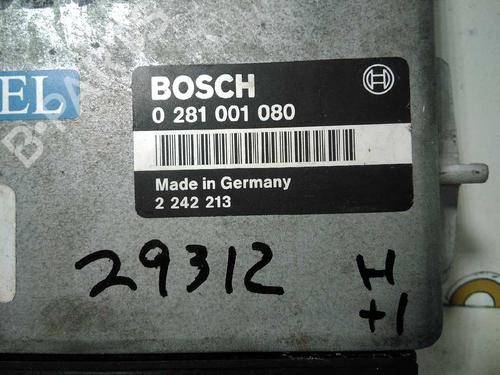 EL
BOSCH
0 281 001 080
Made in Germany
2 242 213
29312
H
+1